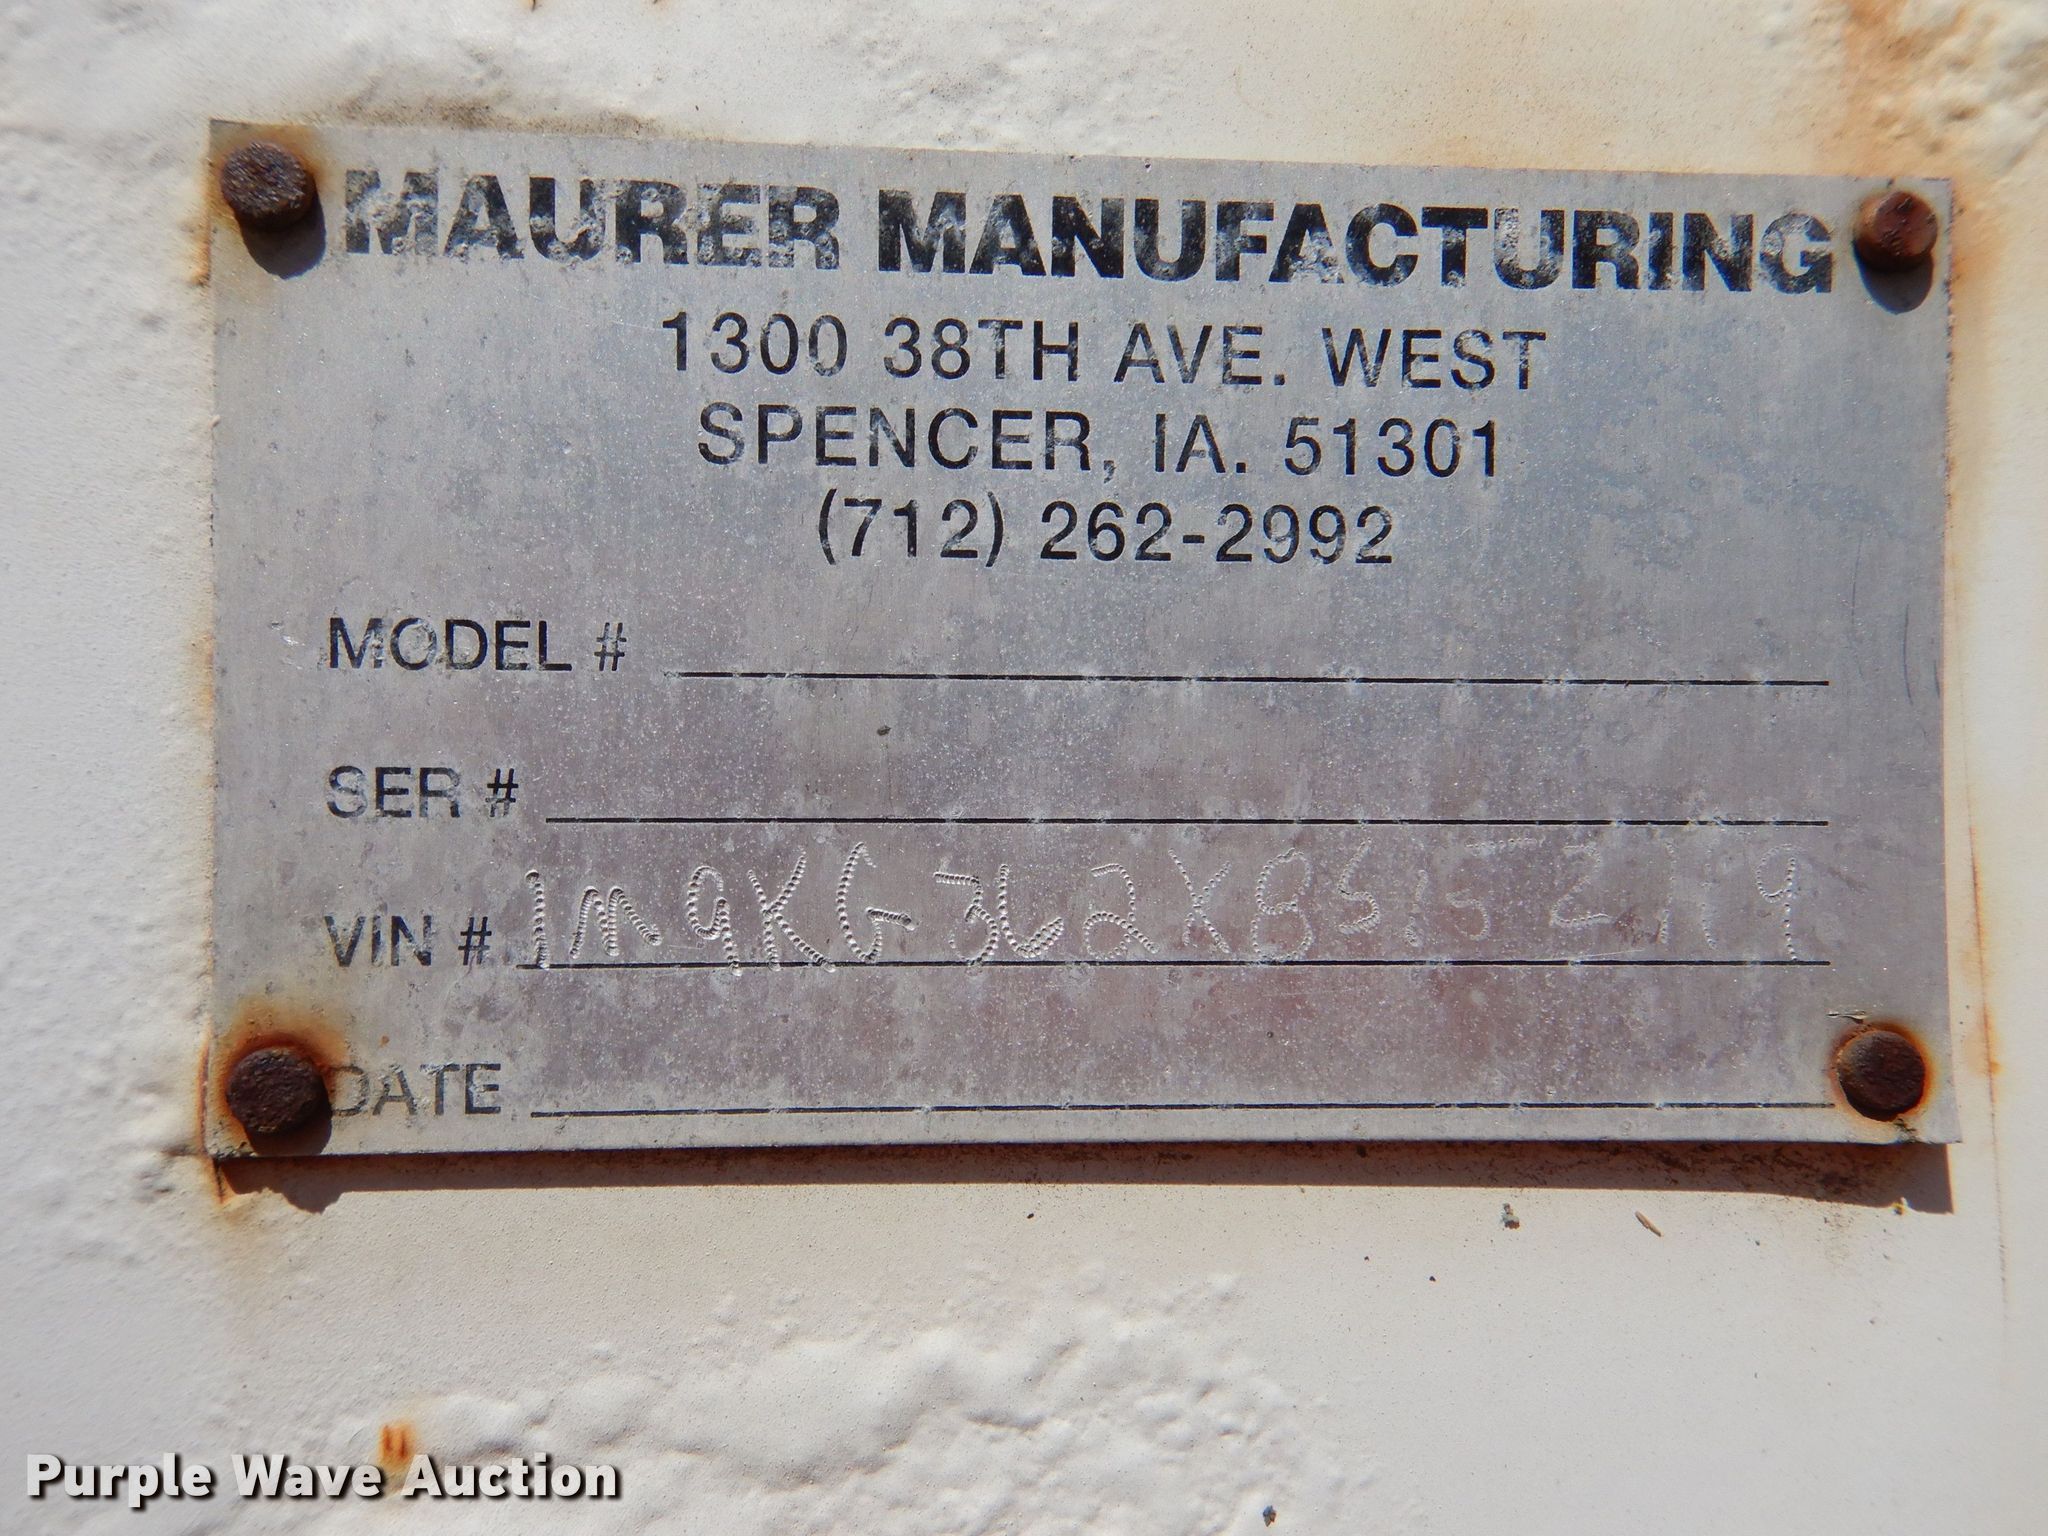 MAURER MANUFACTURING
1300 38TH AVE. WEST
SPENCER, IA. 51301
(712) 262-2992
MODEL #
SER #
VIN #
DATE
Purple Wave Auction